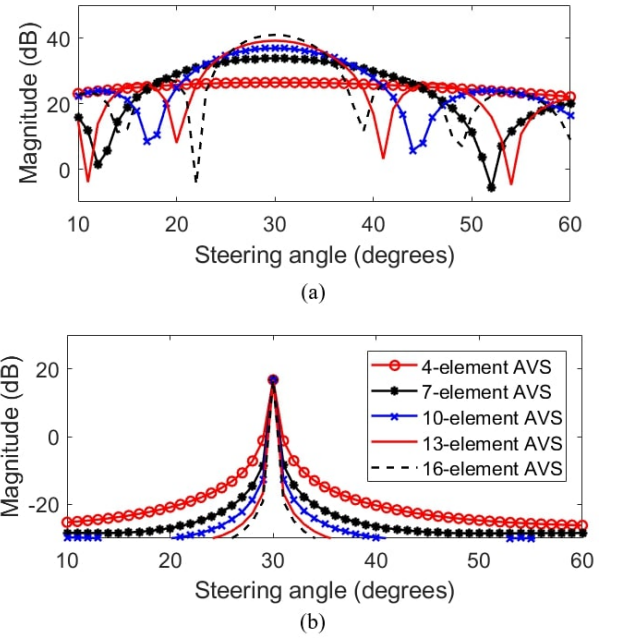 Magnitude (dB)
40
20
0
10 20 30 40 50 60
Steering angle (degrees)
(a)
Magnitude (dB)
20
0
-20
4-element AVS
7-element AVS
10-element AVS
13-element AVS
16-element AVS
10 20 30 40 50 60
Steering angle (degrees)
(b)